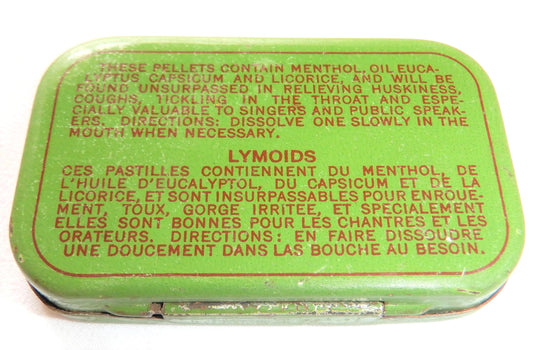 THESE PELLETS CONTAIN MENTHOL, OIL EUCA-
LYPTUS CAPSICUM AND LICORICE, AND WILL BE
FOUND UNSURPASSED IN RELIEVING HUSKINESS,
COUGHS, TICKLING IN THE THROAT AND ESPE-
CIALLY VALUABLE TO SINGERS AND PUBLIC SPEAK-
ERS. DIRECTIONS: DISSOLVE ONE SLOWLY IN THE
MOUTH WHEN NECESSARY.
LYMOIDS
CES PASTILLES CONTIENNENT DU MENTHOL, DE
L'HUILE D'EUCALYPTOL, DU CAPSICUM ET DE LA
LICORICE, ET SONT INSURPASSABLES POUR ENROUE-
MENT, TOUX, GORGE IRRITEE, ET SPECIALEMENT
ELLES SONT BONNES POUR LES CHANTRES ET LES
ORATEURS. DIRECTIONS: EN FAIRE DISSOUDRE
UNE DOUCEMENT DANS LAS BOUCHE AU BESOIN.